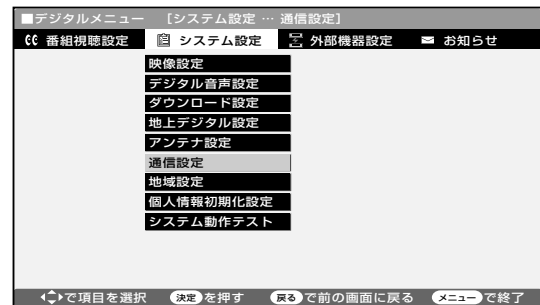 ■デジタルメニュー [システム設定 … 通信設定]
番組視聴設定 システム設定 外部機器設定 お知らせ
映像設定
デジタル音声設定
ダウンロード設定
地上デジタル設定
アンテナ設定
通信設定
地域設定
個人情報初期化設定
システム動作テスト
で項目を選択 決定を押す 戻るで前の画面に戻る メニューで終了